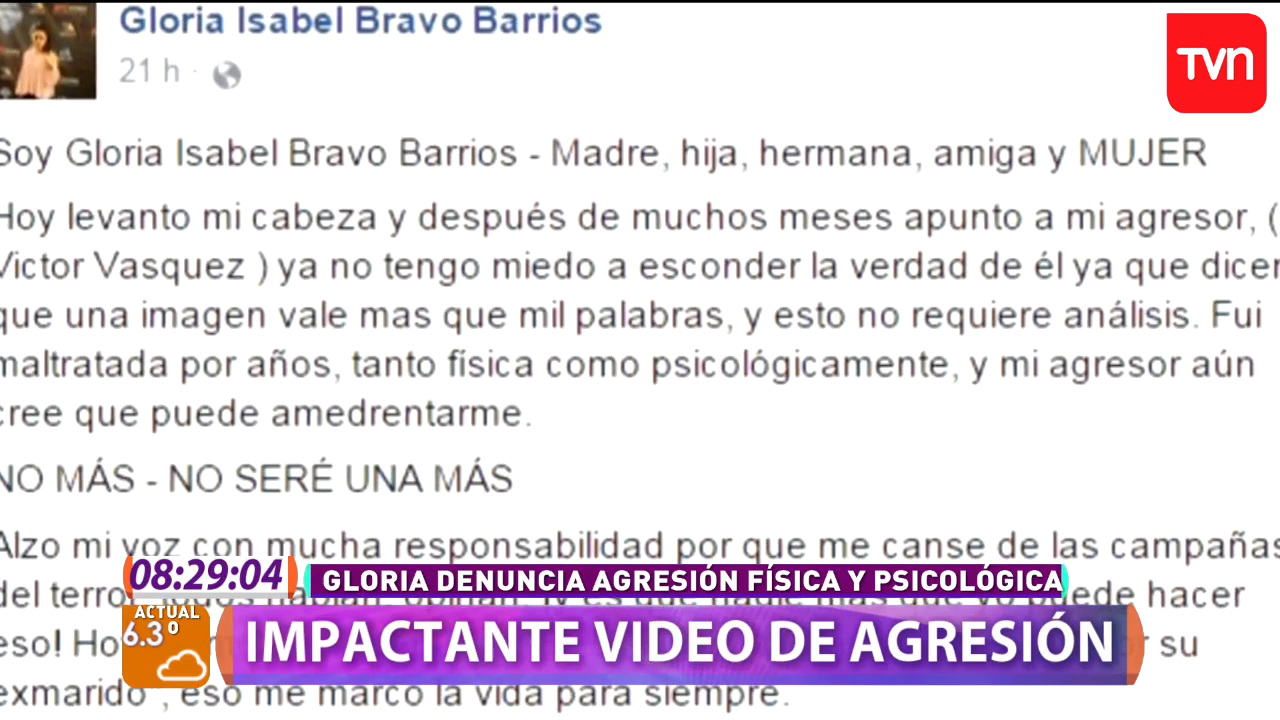 Gloria Isabel Bravo Barrios
21 h ·
TVN
Soy Gloria Isabel Bravo Barrios - Madre, hija, hermana, amiga y MUJER
Hoy levanto mi cabeza y después de muchos meses apunto a mi agresor, (
Victor Vasquez ) ya no tengo miedo a esconder la verdad de él ya que dicen
que una imagen vale mas que mil palabras, y esto no requiere análisis. Fui
maltratada por años, tanto física como psicológicamente, y mi agresor aún
cree que puede amedrentarme.
NO MÁS - NO SERÉ UNA MÁS
Alzo mi voz con mucha responsabilidad por que me canse de las campañas
del hacer
08:29:04
GLORIA DENUNCIA AGRESIÓN FÍSICA Y PSICOLÓGICA
ACTUAL
6.3º
IMPACTANTE VIDEO DE AGRESIÓN
eso! su
exmarido", eso me marco la vida para siempre.